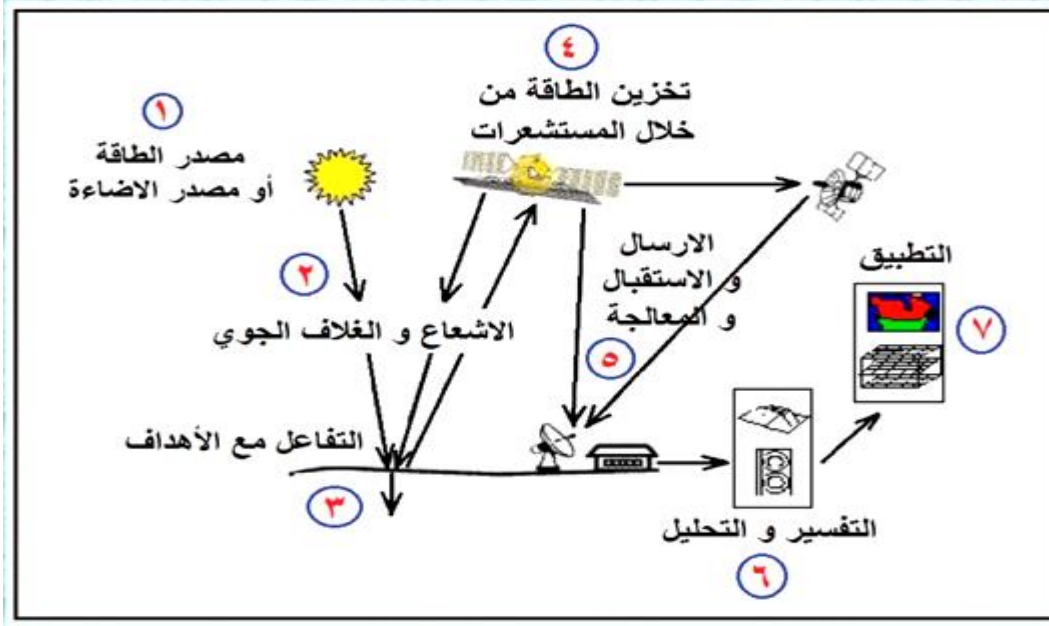 ١
مصدر الطاقة
أو مصدر الاضاءة
٢
الاشعاع و الغلاف الجوي
التفاعل مع الأهداف
٣
٤
تخزين الطاقة من
خلال المستشعرات
الارسال
و الاستقبال
و المعالجة
٥
التفسير و التحليل
٦
التطبيق
٧